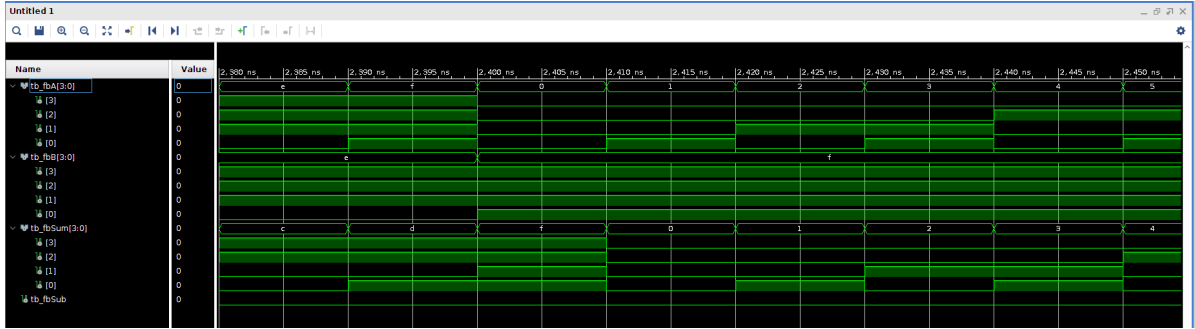 Untitled 1
Name Value
2,380 ns 2,385 ns 2,390 ns 2,395 ns 2,400 ns 2,405 ns 2,410 ns 2,415 ns 2,420 ns 2,425 ns 2,430 ns 2,435 ns 2,440 ns 2,445 ns 2,450 ns
tb_fbA[3:0] 0 e f 0 1 2 3 4 5
[3] 0
[2] 0
[1] 0
[0] 0
tb_fbB[3:0] 0 e f
[3] 0
[2] 0
[1] 0
[0] 0
tb_fbSum[3:0] 0 c d f 0 1 2 3 4
[3] 0
[2] 0
[1] 0
[0] 0
tb_fbSub 0